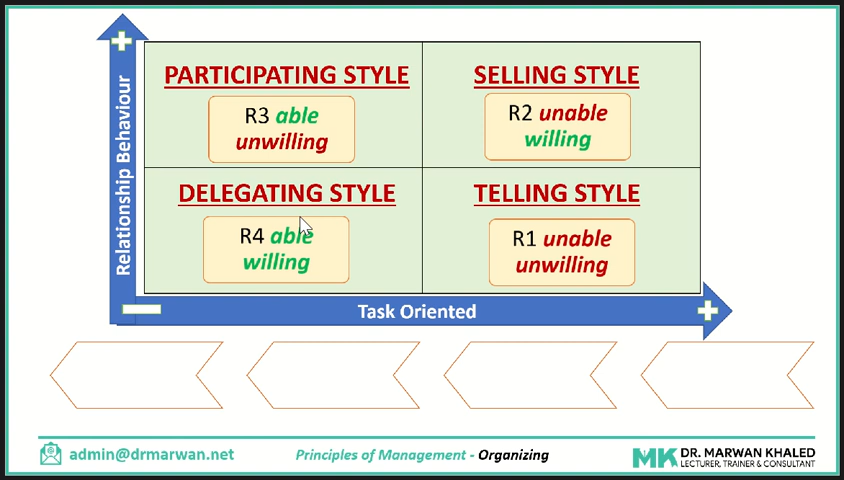 PARTICIPATING STYLE
R3 able
unwilling
SELLING STYLE
R2 unable
willing
DELEGATING STYLE
R4 able
willing
TELLING STYLE
R1 unable
unwilling
Relationship Behaviour
Task Oriented
admin@drmarwan.net
Principles of Management - Organizing
MK DR. MARWAN KHALED
LECTURER, TRAINER & CONSULTANT